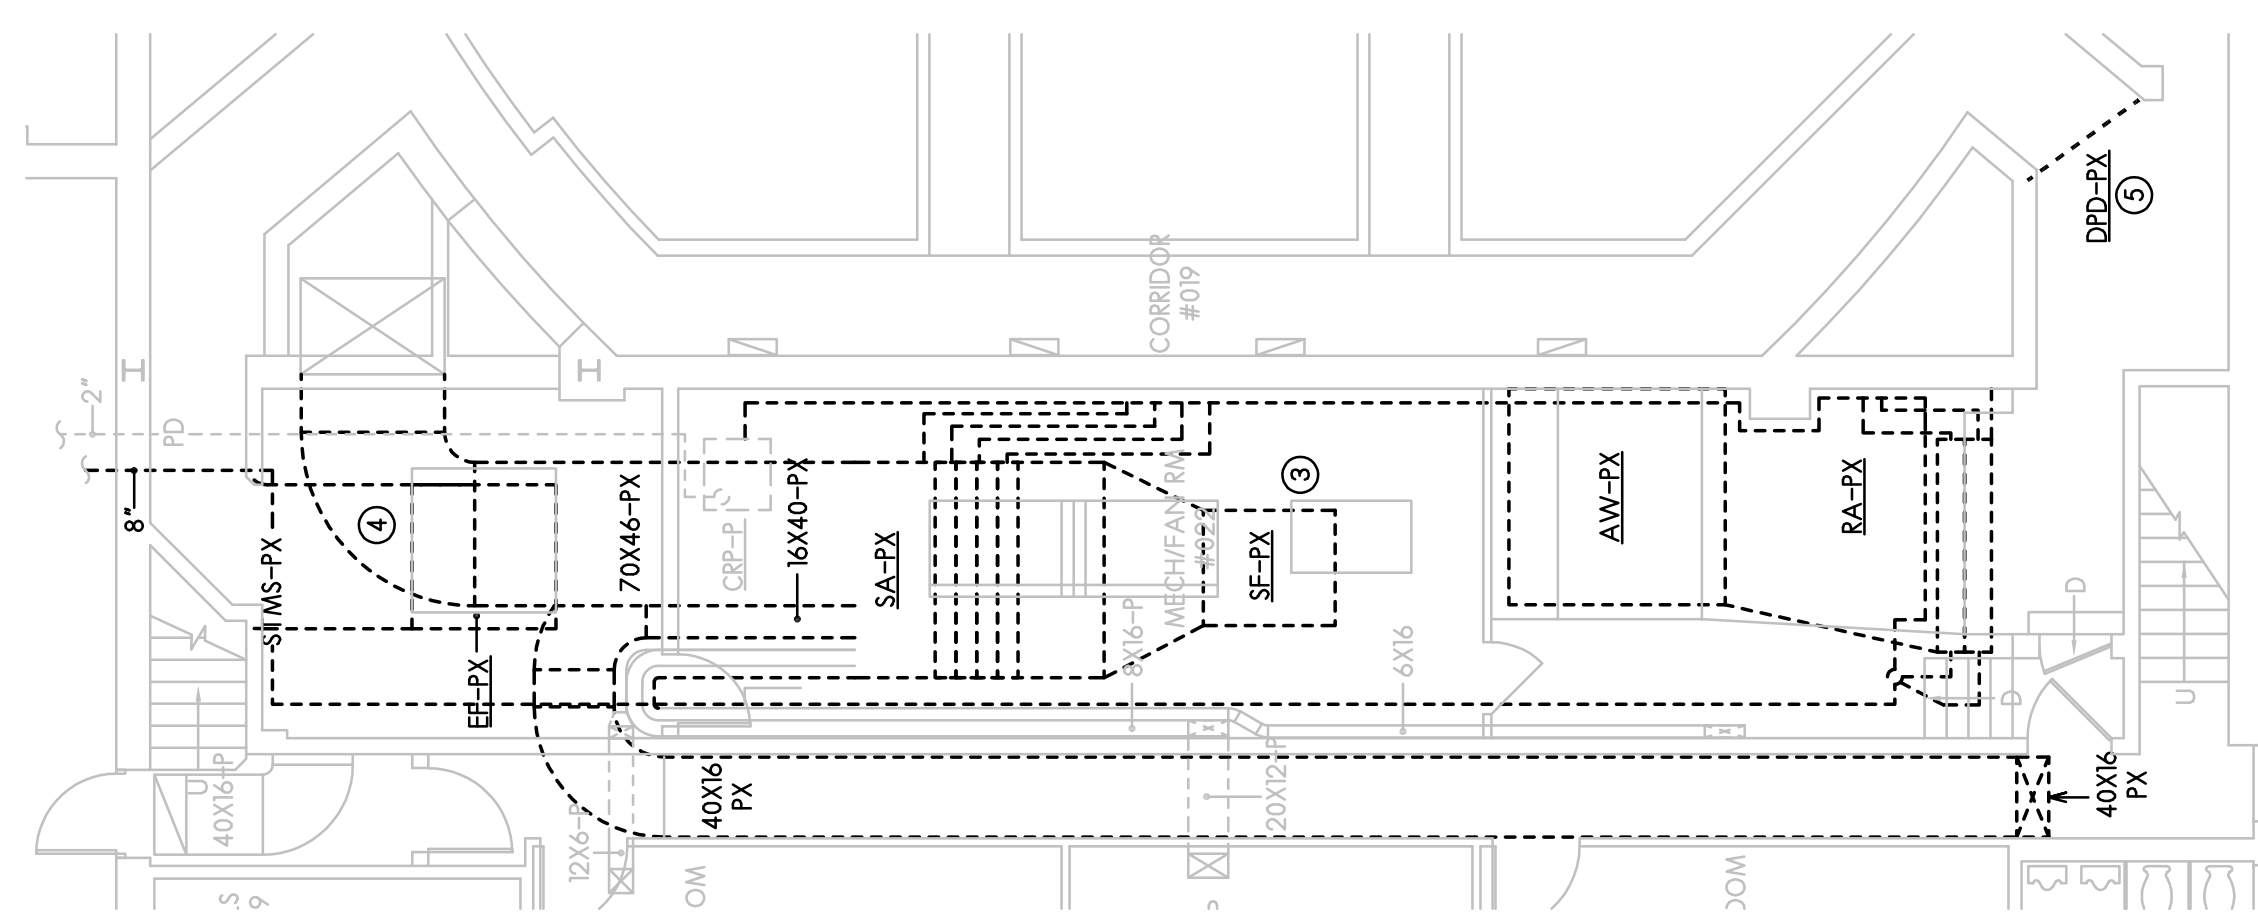 2"
PD
8"
4
70X46-PX
CRP-P
16X40-PX
SA-PX
MECH/FAN RM
#022
SF-PX
3
CORRIDOR
#019
AW-PX
RA-PX
DPD-PX
5
EF-PX
8X16-P
6X16
D
D
U
U
40X16-P
12X6-P
40X16
PX
20X12-P
40X16
PX